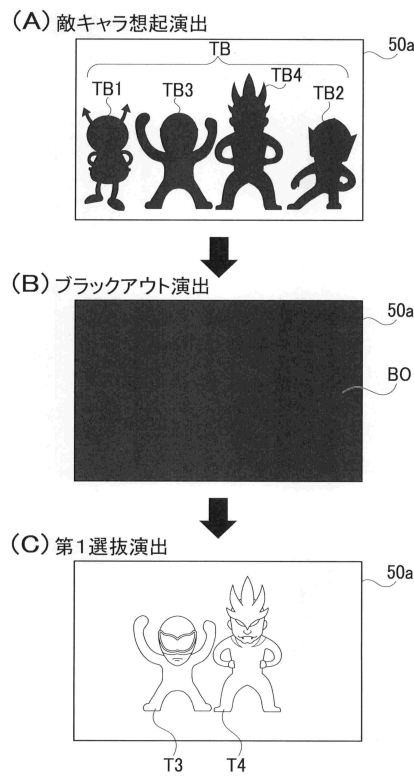 (A) 敵キャラ想起演出
50a
TB
TB1 TB3 TB4 TB2
(B) ブラックアウト演出
50a
BO
(C) 第1選抜演出
50a
T3 T4